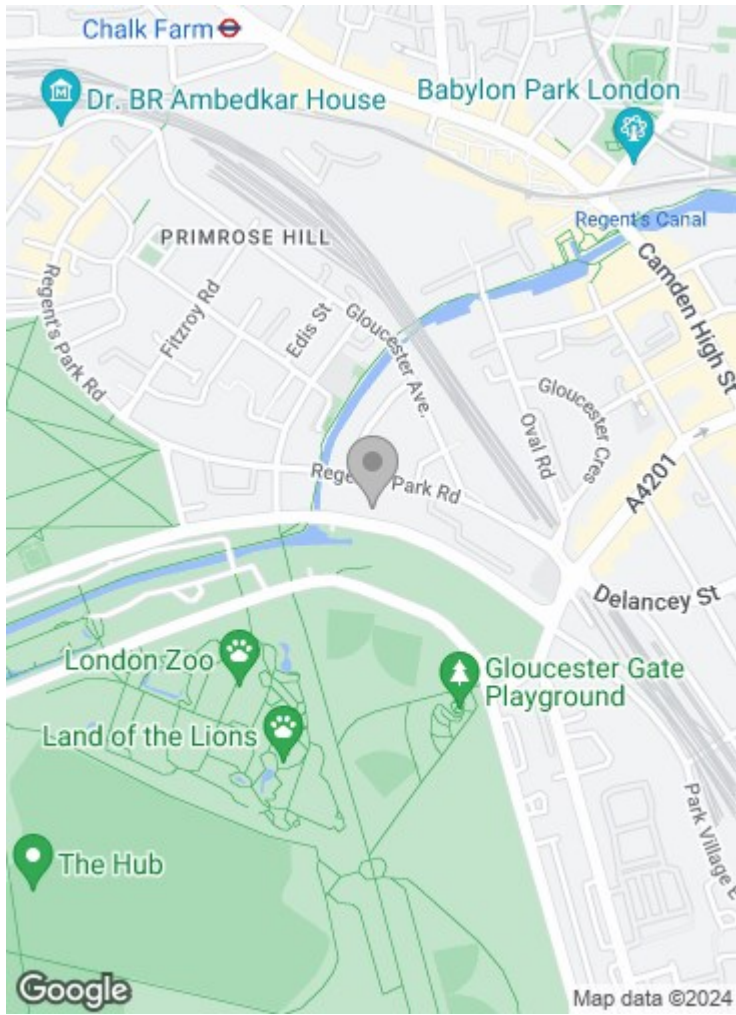 Chalk Farm
Dr. BR Ambedkar House
Babylon Park London
Regent's Canal
PRIMROSE HILL
Camden High St
Regent's Park Rd
Fitzroy Rd
Edis St
Gloucester Ave.
Gloucester Cres
Oval Rd
A4201
Park Rd
Delancey St
London Zoo
Gloucester Gate
Playground
Land of the Lions
Park Village E
The Hub
Google
Map data ©2024